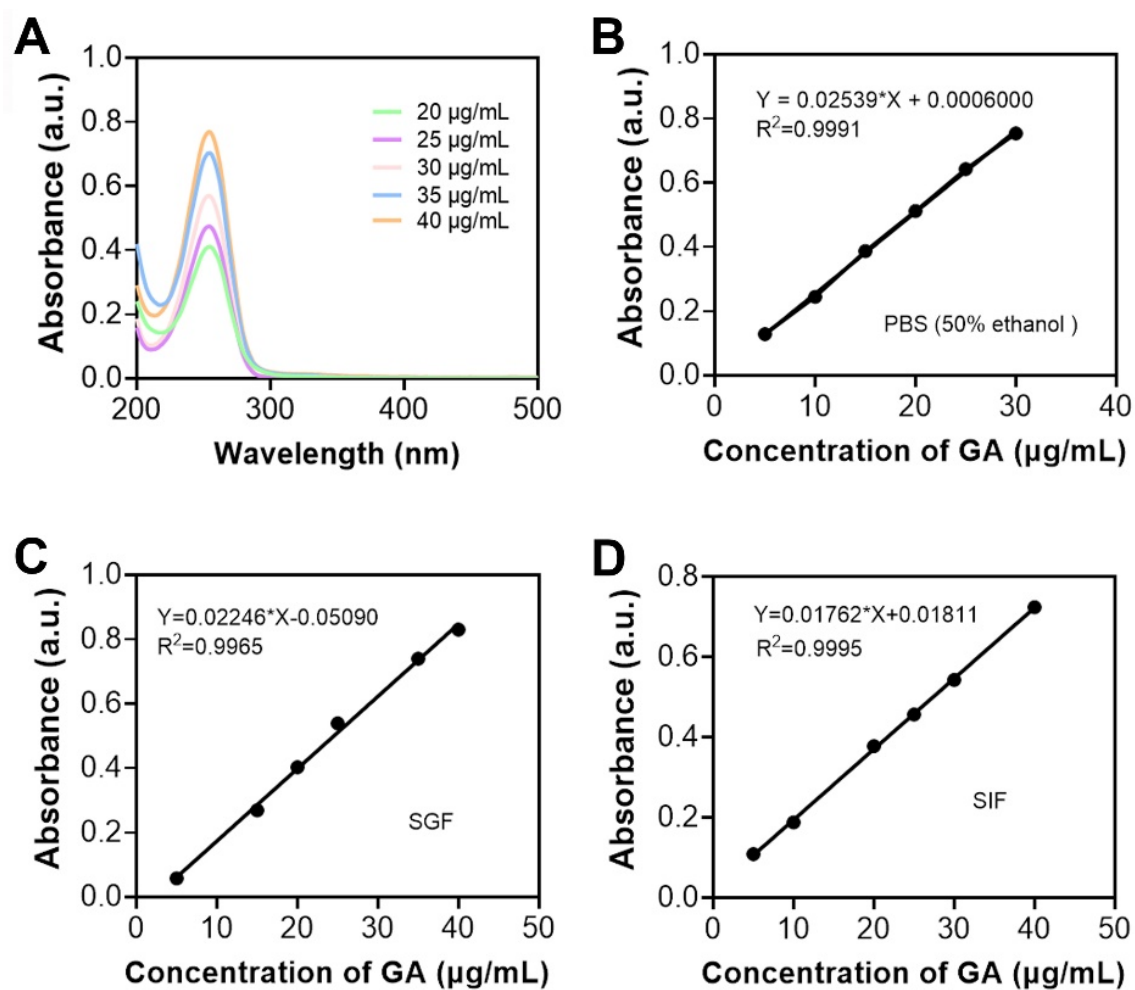 A
Absorbance (a.u.)
1.0
0.8
0.6
0.4
0.2
0.0
20 µg/mL
25 µg/mL
30 µg/mL
35 µg/mL
40 µg/mL
200
300
400
500
Wavelength (nm)
B
Absorbance (a.u.)
1.0
0.8
0.6
0.4
0.2
0.0
Y = 0.02539*X + 0.0006000
R²=0.9991
PBS (50% ethanol )
0
10
20
30
40
Concentration of GA (µg/mL)
C
Absorbance (a.u.)
1.0
0.8
0.6
0.4
0.2
0.0
Y=0.02246*X-0.05090
R²=0.9965
SGF
0
10
20
30
40
50
Concentration of GA (µg/mL)
D
Absorbance (a.u.)
0.8
0.6
0.4
0.2
0.0
Y=0.01762*X+0.01811
R²=0.9995
SIF
0
10
20
30
40
50
Concentration of GA (µg/mL)